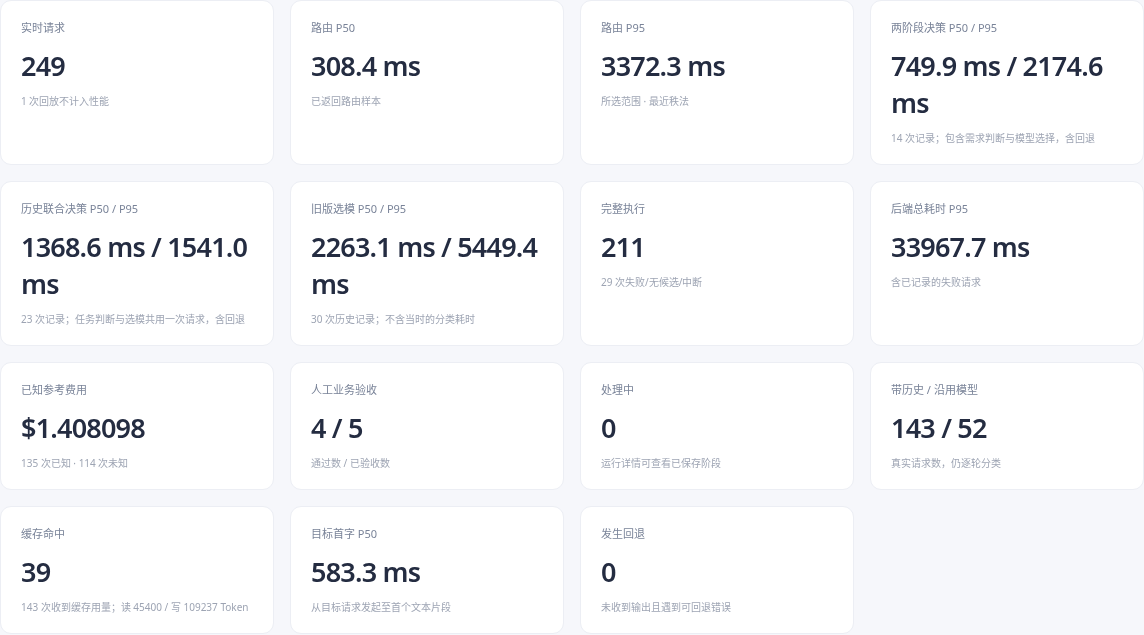 实时请求
249
1 次回放不计入性能
路由 P50
308.4 ms
已返回路由样本
路由 P95
3372.3 ms
所选范围 · 最近秩法
两阶段决策 P50 / P95
749.9 ms / 2174.6
ms
14 次记录；包含需求判断与模型选择，含回退
历史联合决策 P50 / P95
1368.6 ms / 1541.0
ms
23 次记录；任务判断与选模共用一次请求，含回退
旧版选模 P50 / P95
2263.1 ms / 5449.4
ms
30 次历史记录；不含当时的分类耗时
完整执行
211
29 次失败/无候选/中断
后端总耗时 P95
33967.7 ms
含已记录的失败请求
已知参考费用
$1.408098
135 次已知 · 114 次未知
人工业务验收
4 / 5
通过数 / 已验收数
处理中
0
运行详情可查看已保存阶段
带历史 / 沿用模型
143 / 52
真实请求数，仍逐轮分类
缓存命中
39
143 次收到缓存用量；读 45400 / 写 109237 Token
目标首字 P50
583.3 ms
从目标请求发起至首个文本片段
发生回退
0
未收到输出且遇到可回退错误